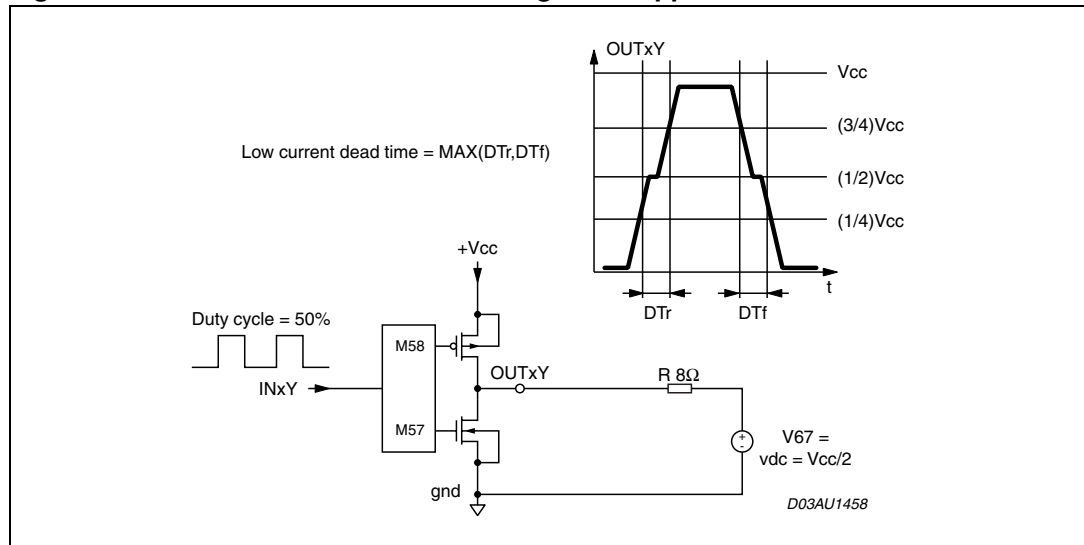 OUTxY
Vcc
(3/4)Vcc
Low current dead time = MAX(DTr,DTf)
(1/2)Vcc
(1/4)Vcc
+Vcc
t
DTr
DTf
Duty cycle = 50%
M58
OUTxY
R 8Ω
INxY
M57
+
-
V67 =
vdc = Vcc/2
gnd
D03AU1458